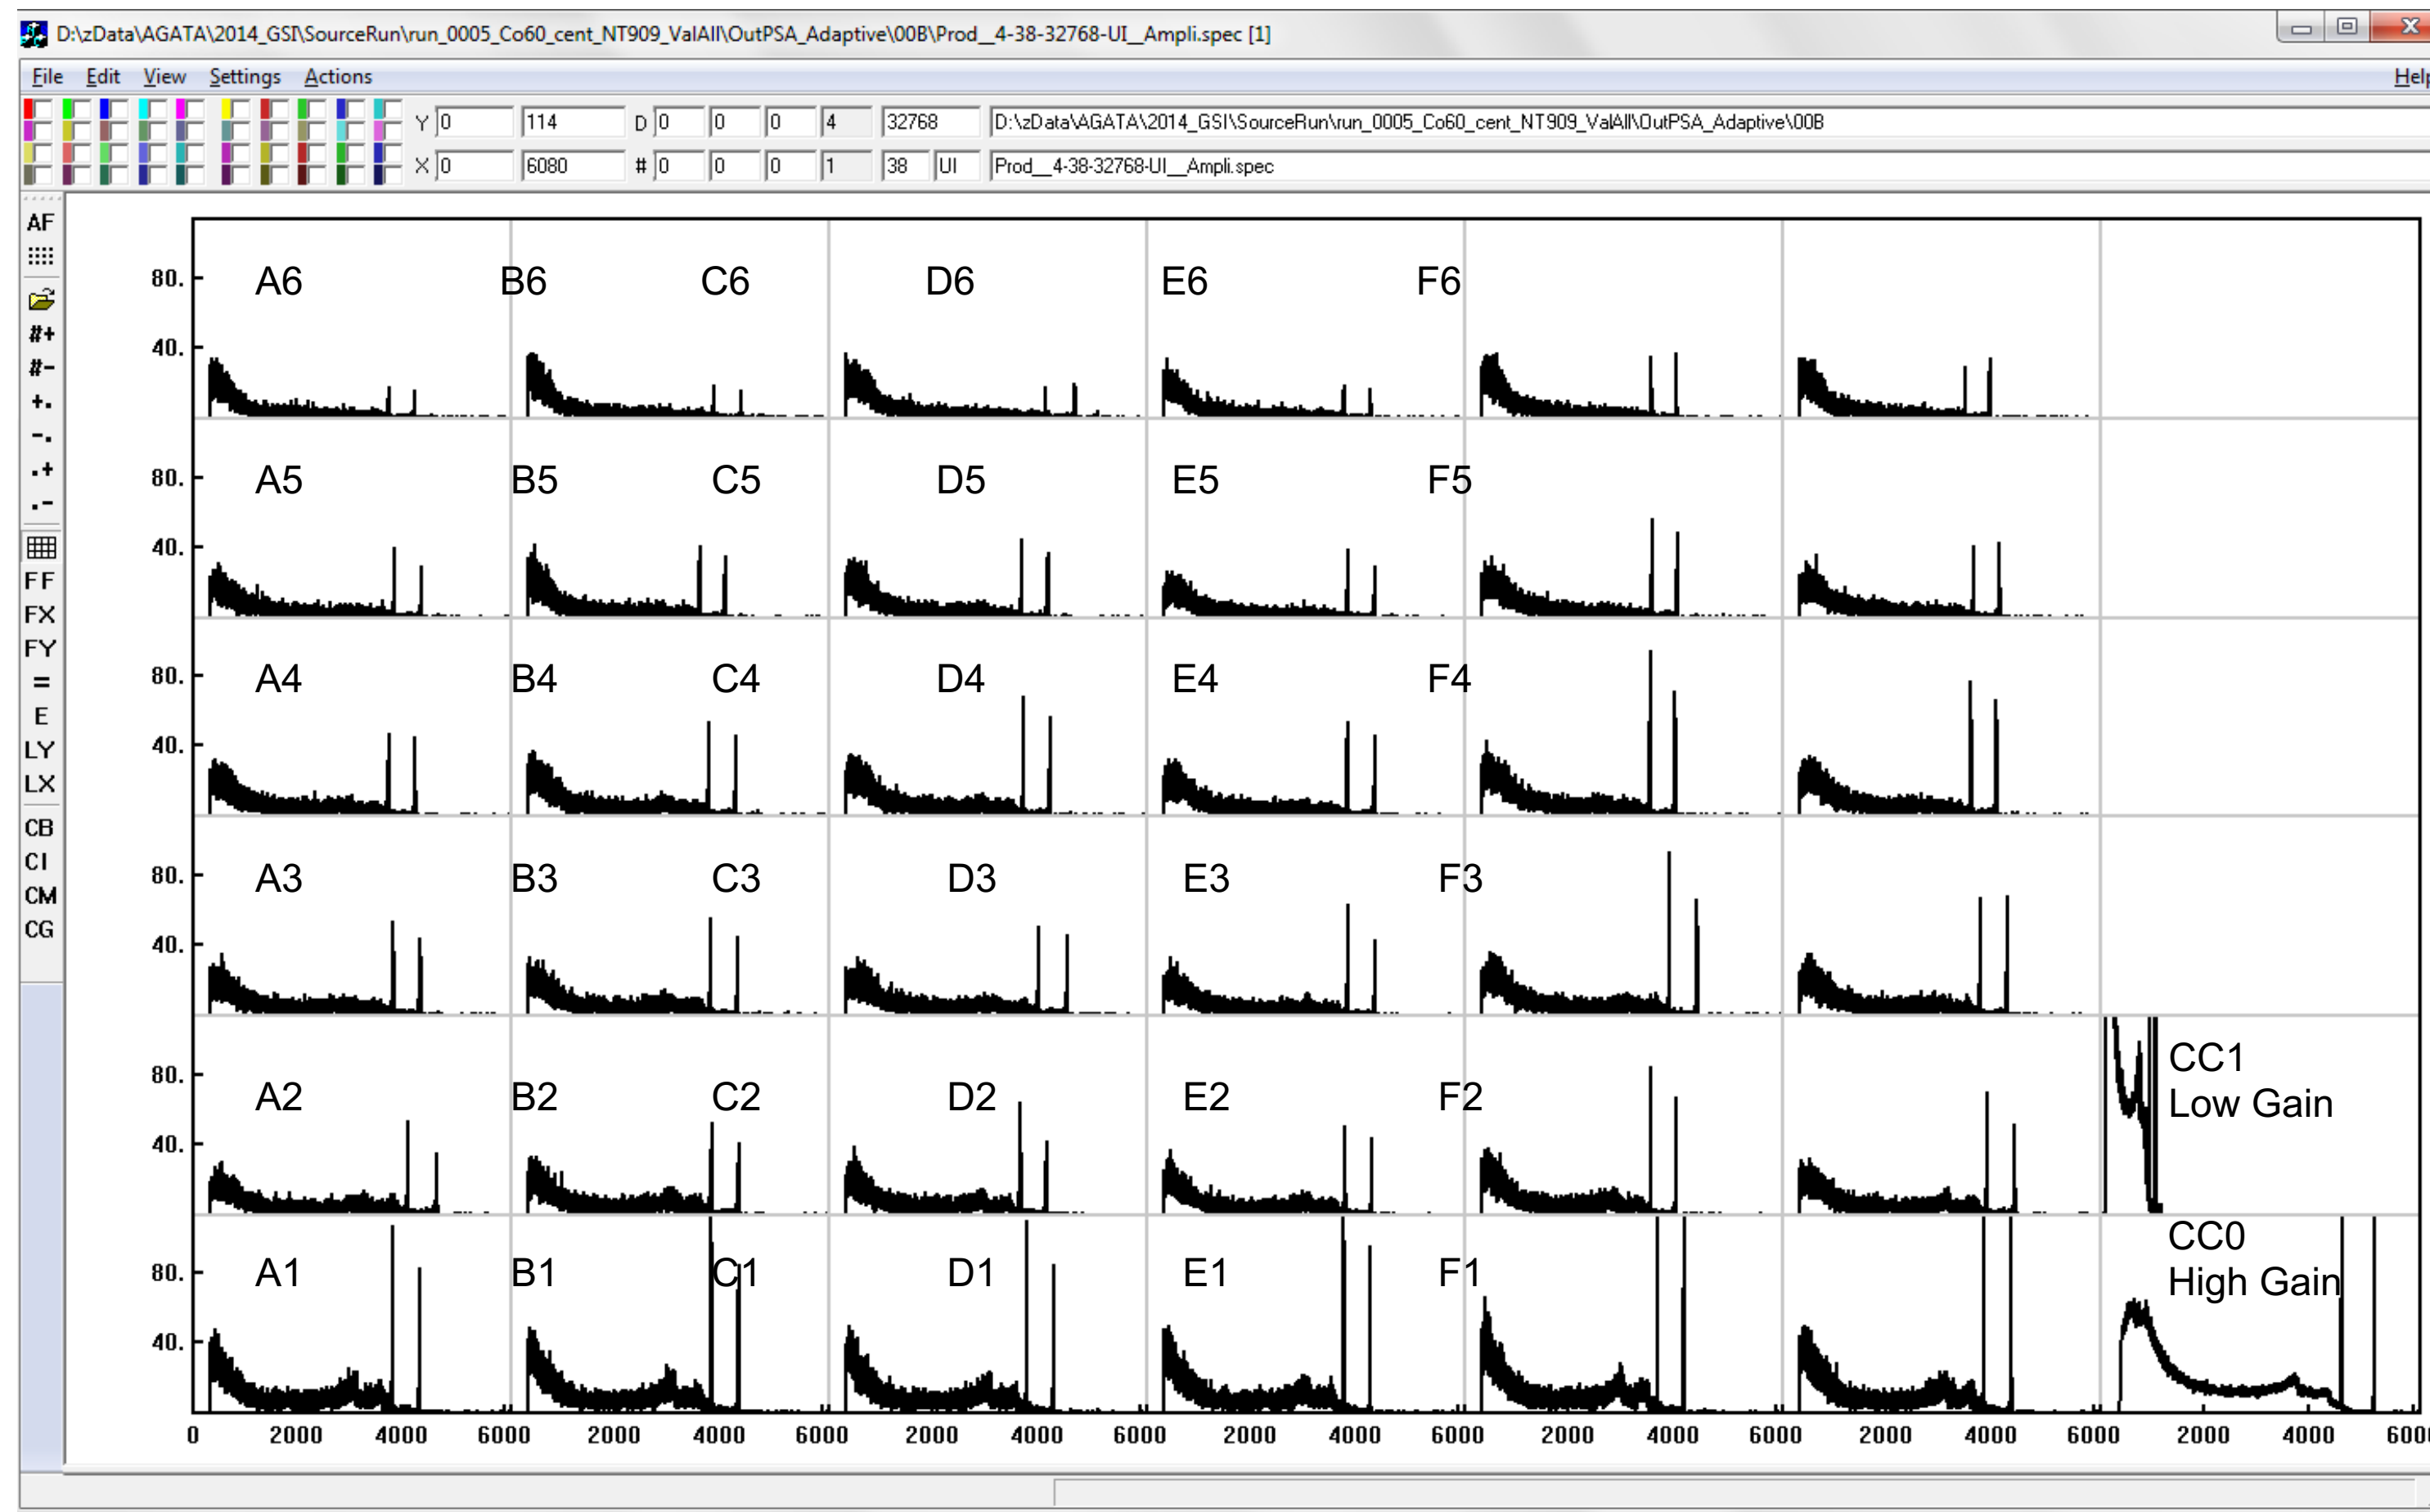 D:\zData\AGATA\2014_GSI\SourceRun\run_0005_Co60_cent_NT909_ValAll\OutPSA_Adaptive\00B\Prod__4-38-32768-UI__Ampli.spec [1]
File Edit View Settings Actions
Y 0 114 D 0 0 0 4 32768 D:\zData\AGATA\2014_GSI\SourceRun\run_0005_Co60_cent_NT909_ValAll\OutPSA_Adaptive\00B
X 0 6080 # 0 0 0 1 38 UI Prod__4-38-32768-UI__Ampli.spec
AF
#+
#-
+.
-.
.+
.-
FF
FX
FY
=
E
LY
LX
CB
CI
CM
CG
80. A6 B6 C6 D6 E6 F6
40.
80. A5 B5 C5 D5 E5 F5
40.
80. A4 B4 C4 D4 E4 F4
40.
80. A3 B3 C3 D3 E3 F3
40.
CC1
80. A2 B2 C2 D2 E2 F2 Low Gain
40.
CC0
80. A1 B1 C1 D1 E1 F1 High Gain
40.
0 2000 4000 6000 2000 4000 6000 2000 4000 6000 2000 4000 6000 2000 4000 6000 2000 4000 6000 2000 4000